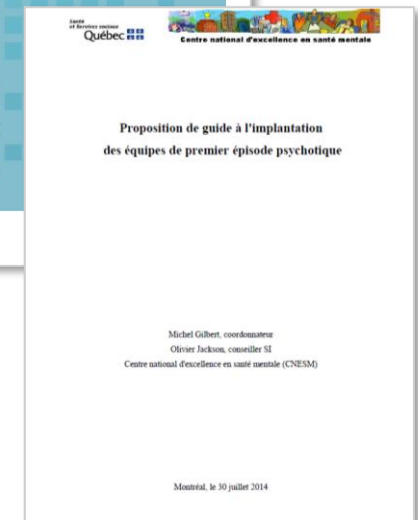 Santé
et Services sociaux
Québec
Centre national d'excellence en santé mentale
Proposition de guide à l'implantation
des équipes de premier épisode psychotique
Michel Gilbert, coordonnateur
Olivier Jackson, conseiller SI
Centre national d'excellence en santé mentale (CNESM)
Montréal, le 30 juillet 2014